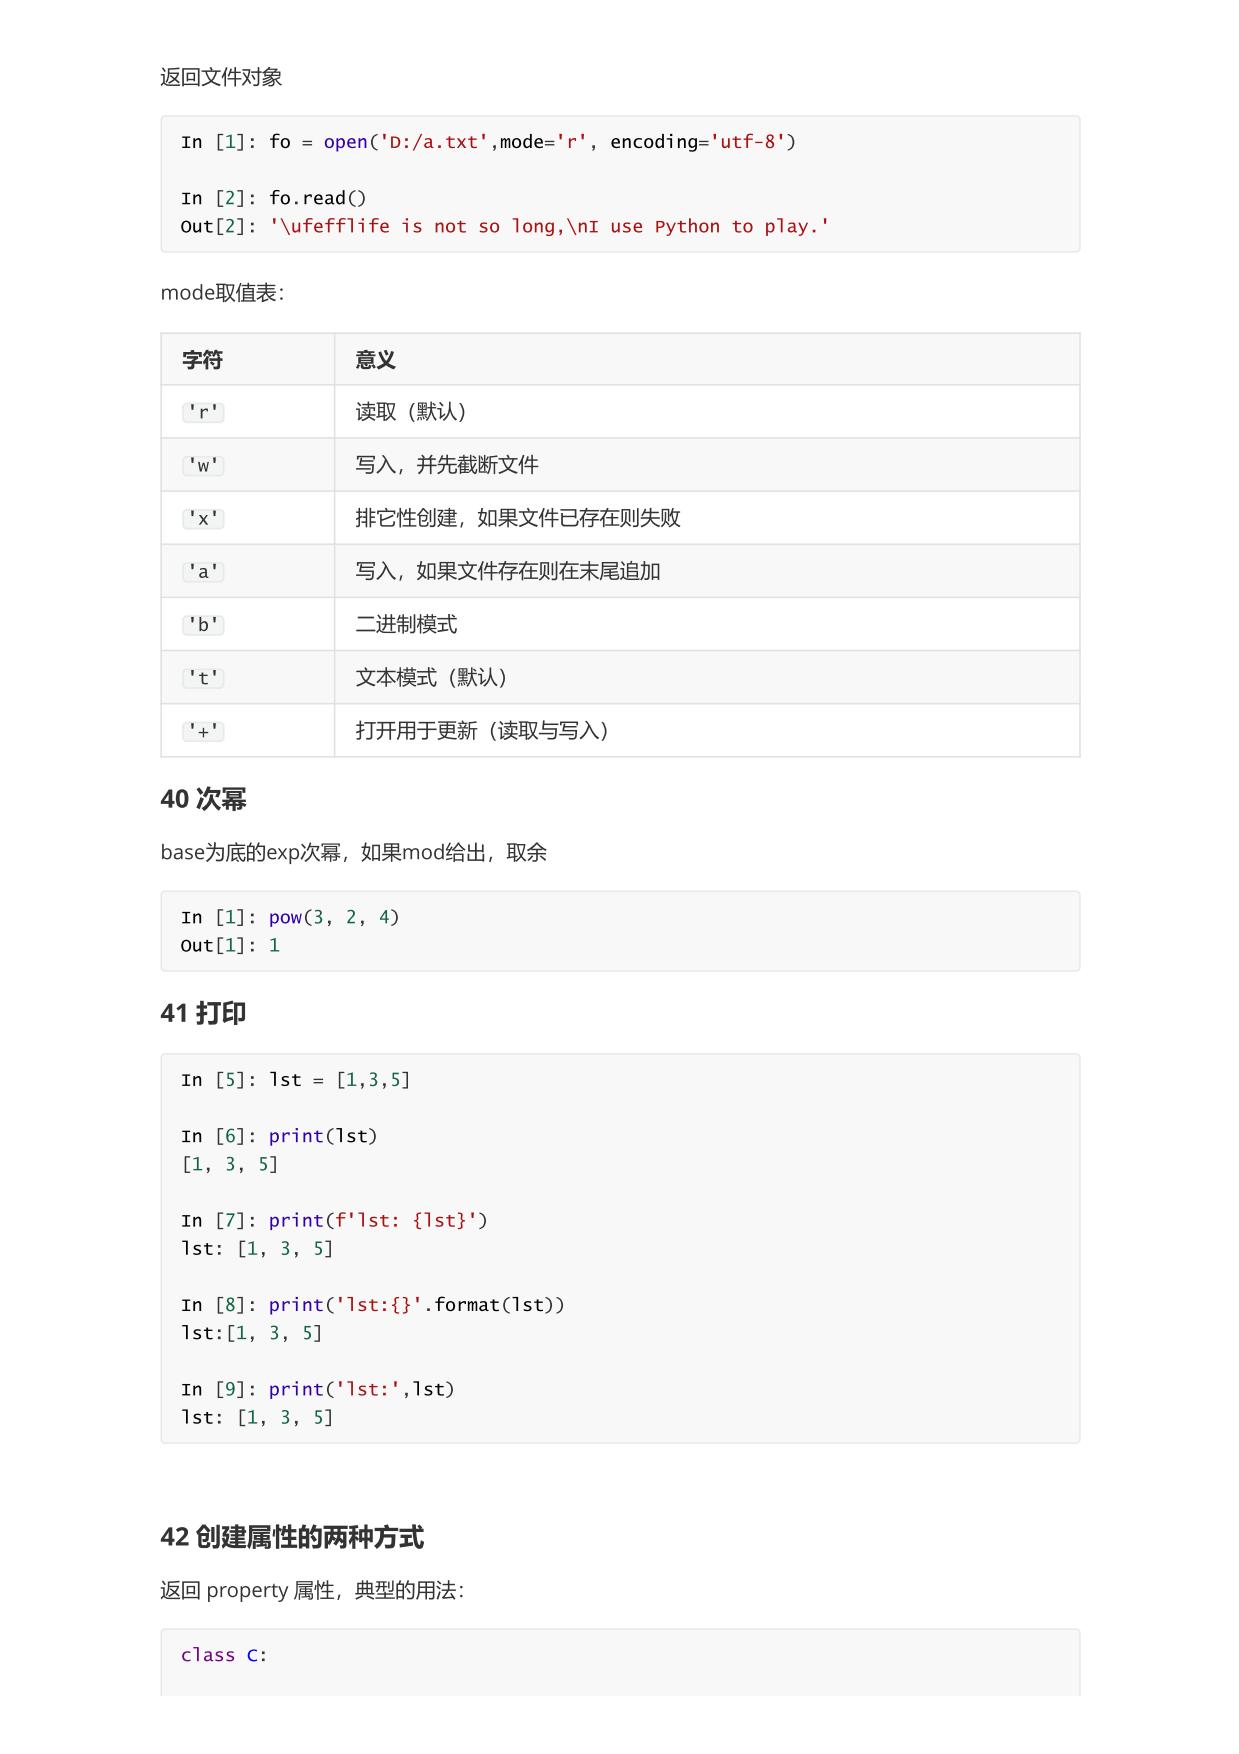 返回文件对象
In [1]: fo = open('D:/a.txt',mode='r', encoding='utf-8')
In [2]: fo.read()
Out[2]: '\ufefflife is not so long,\nI use Python to play.'
mode取值表：
字符 意义
'r' 读取（默认）
'w' 写入，并先截断文件
'x' 排它性创建，如果文件已存在则失败
'a' 写入，如果文件存在则在末尾追加
'b' 二进制模式
't' 文本模式（默认）
'+' 打开用于更新（读取与写入）
40 次幂
base为底的exp次幂，如果mod给出，取余
In [1]: pow(3, 2, 4)
Out[1]: 1
41 打印
In [5]: lst = [1,3,5]
In [6]: print(lst)
[1, 3, 5]
In [7]: print(f'lst: {lst}')
lst: [1, 3, 5]
In [8]: print('lst:{}'.format(lst))
lst:[1, 3, 5]
In [9]: print('lst:',lst)
lst: [1, 3, 5]
42 创建属性的两种方式
返回 property 属性，典型的用法：
class C: